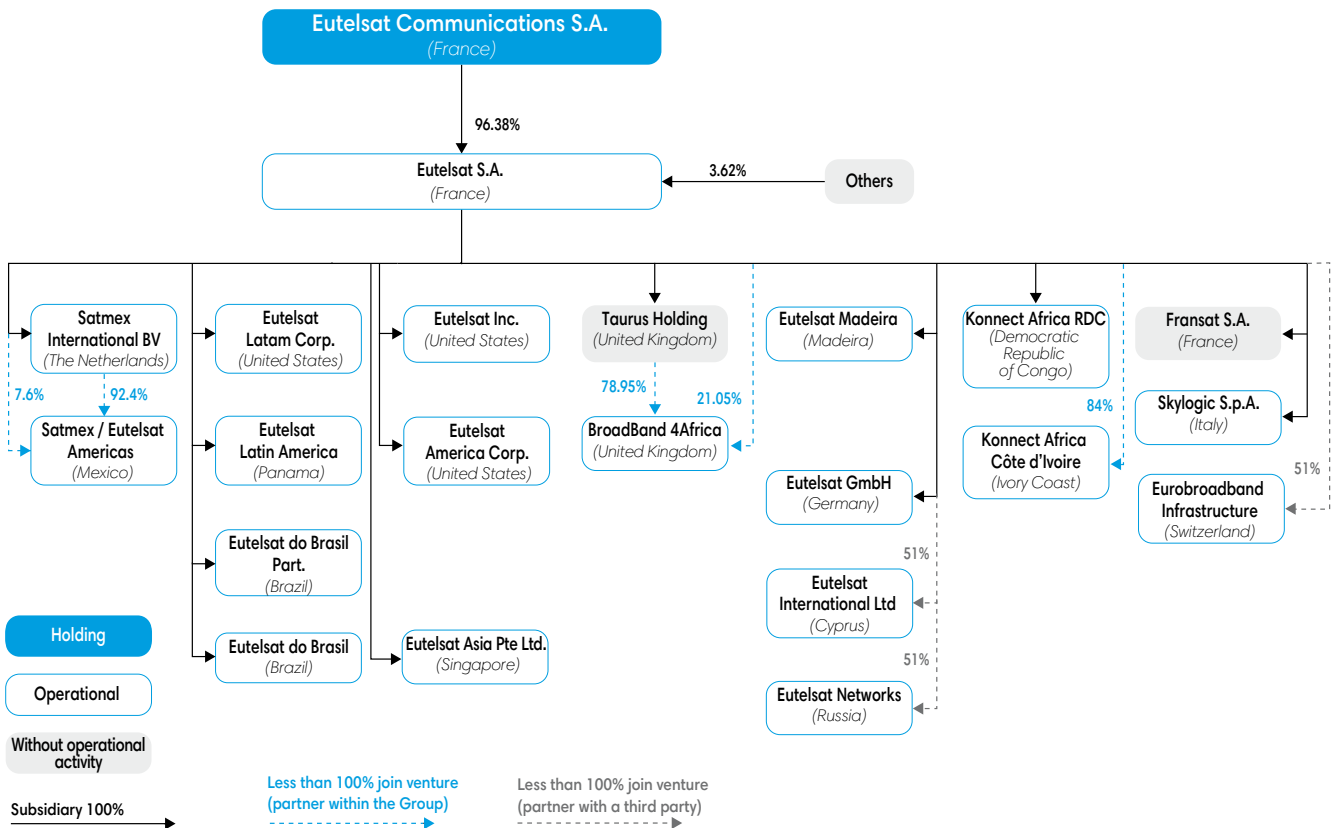 Eutelsat Communications S.A.
(France)
96.38%
Eutelsat S.A.
(France)
3.62%
Others
Satmex
International BV
(The Netherlands)
7.6%
92.4%
Satmex / Eutelsat
Americas
(Mexico)
Eutelsat
Latam Corp.
(United States)
Eutelsat
Latin America
(Panama)
Eutelsat do Brasil
Part.
(Brazil)
Eutelsat do Brasil
(Brazil)
Eutelsat Inc.
(United States)
Eutelsat
America Corp.
(United States)
Eutelsat Asia Pte Ltd.
(Singapore)
Taurus Holding
(United Kingdom)
78.95%
21.05%
BroadBand 4Africa
(United Kingdom)
Eutelsat Madeira
(Madeira)
Eutelsat GmbH
(Germany)
51%
Eutelsat
International Ltd
(Cyprus)
51%
Eutelsat Networks
(Russia)
Konnect Africa RDC
(Democratic
Republic
of Congo)
84%
Konnect Africa
Côte d'Ivoire
(Ivory Coast)
Fransat S.A.
(France)
Skylogic S.p.A.
(Italy)
51%
Eurobroadband
Infrastructure
(Switzerland)
Holding
Operational
Without operational
activity
Subsidiary 100%
Less than 100% join venture
(partner within the Group)
Less than 100% join venture
(partner with a third party)